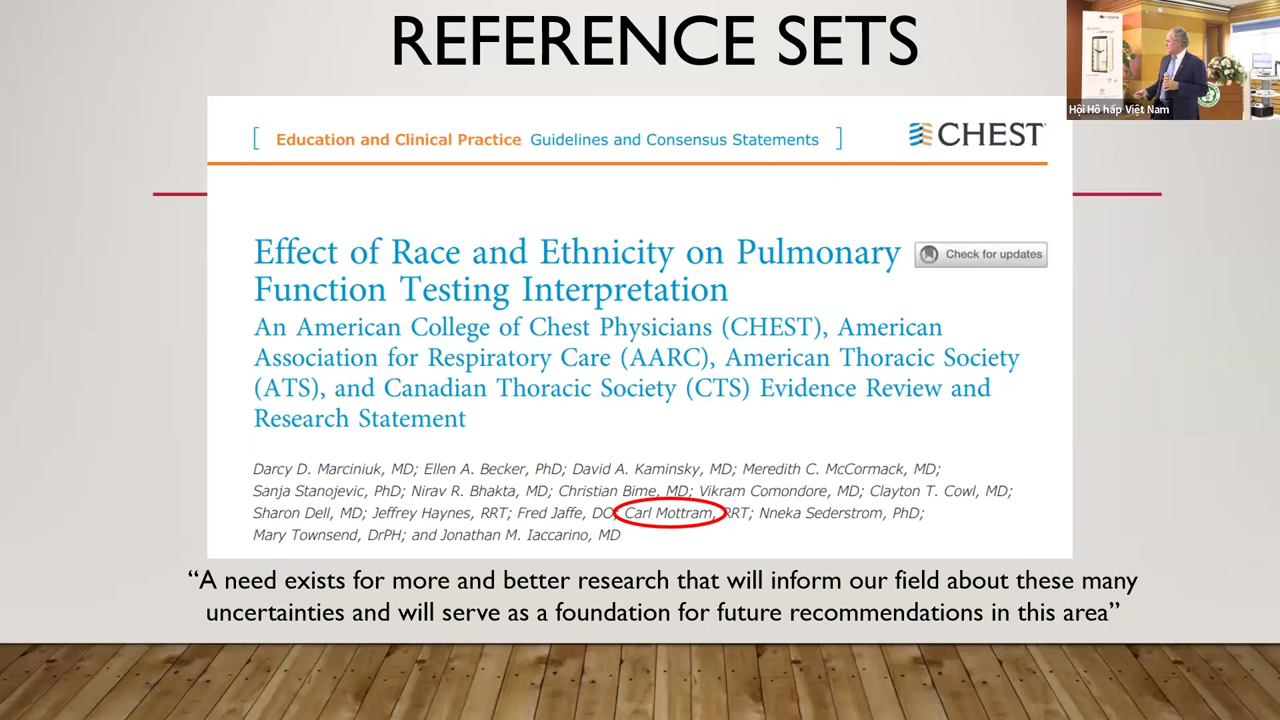 REFERENCE SETS
Hội Hô hấp Việt Nam
[ Education and Clinical Practice Guidelines and Consensus Statements ]
CHEST
Effect of Race and Ethnicity on Pulmonary
Function Testing Interpretation
Check for updates
An American College of Chest Physicians (CHEST), American
Association for Respiratory Care (AARC), American Thoracic Society
(ATS), and Canadian Thoracic Society (CTS) Evidence Review and
Research Statement
Darcy D. Marciniuk, MD; Ellen A. Becker, PhD; David A. Kaminsky, MD; Meredith C. McCormack, MD;
Sanja Stanojevic, PhD; Nirav R. Bhakta, MD; Christian Bime, MD; Vikram Comondore, MD; Clayton T. Cowl, MD;
Sharon Dell, MD; Jeffrey Haynes, RRT; Fred Jaffe, DO; Carl Mottram, RRT; Nneka Sederstrom, PhD;
Mary Townsend, DrPH; and Jonathan M. Iaccarino, MD
“A need exists for more and better research that will inform our field about these many
uncertainties and will serve as a foundation for future recommendations in this area”